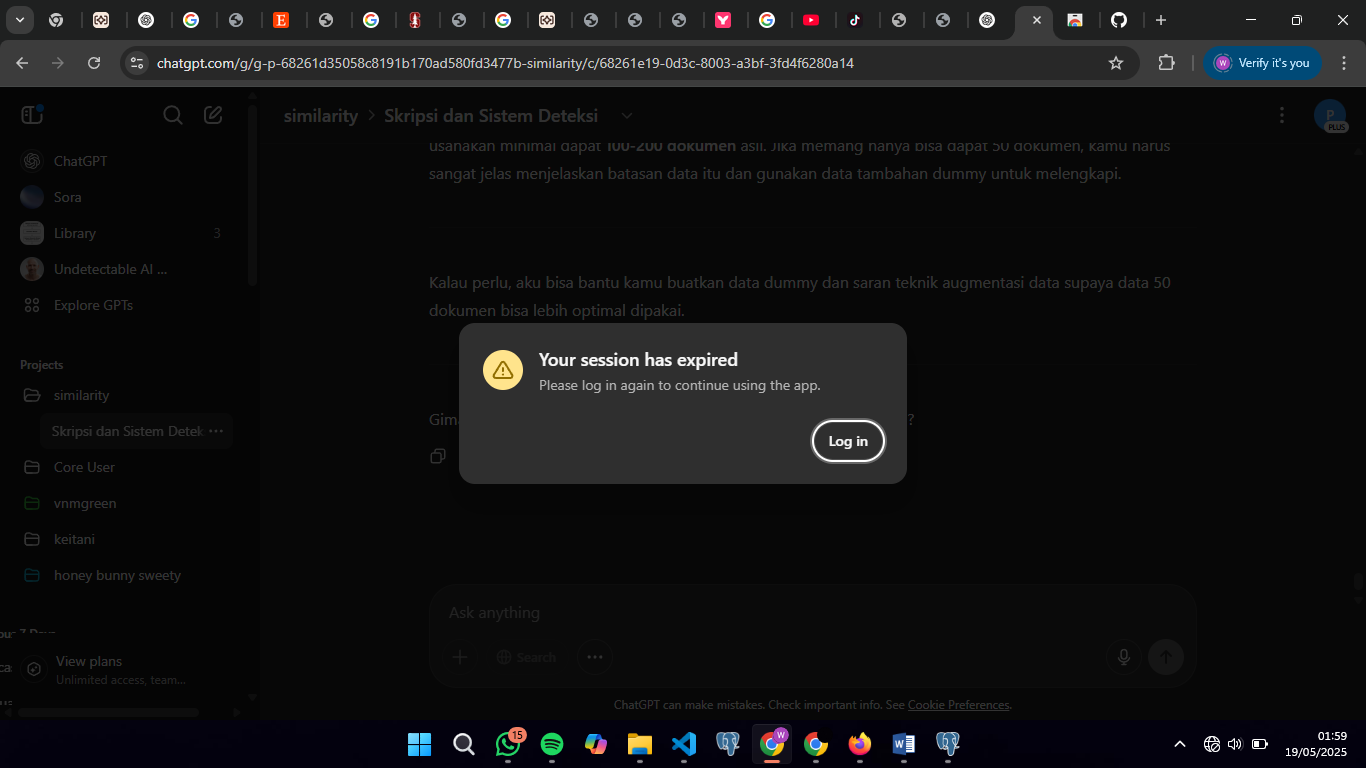 chatgpt.com/g/g-p-68261d35058c8191b170ad580fd3477b-similarity/c/68261e19-0d3c-8003-a3bf-3fd4f6280a14
W
Verify it's you
similarity
Skripsi dan Sistem Deteksi
P
PLUS
ChatGPT
Sora
Library
3
Undetectable AI ...
Explore GPTs
Projects
similarity
Skripsi dan Sistem Detek
Core User
vnmgreen
keitani
honey bunny sweety
7 Days
View plans
Unlimited access, team...
usahakan minimal dapat 100-200 dokumen asli. Jika memang hanya bisa dapat 50 dokumen, kamu harus
sangat jelas menjelaskan batasan data itu dan gunakan data tambahan dummy untuk melengkapi.
Kalau perlu, aku bisa bantu kamu buatkan data dummy dan saran teknik augmentasi data supaya data 50
dokumen bisa lebih optimal dipakai.
?
Your session has expired
Please log in again to continue using the app.
Log in
Ask anything
Search
ChatGPT can make mistakes. Check important info. See Cookie Preferences.
15
W
01:59
19/05/2025